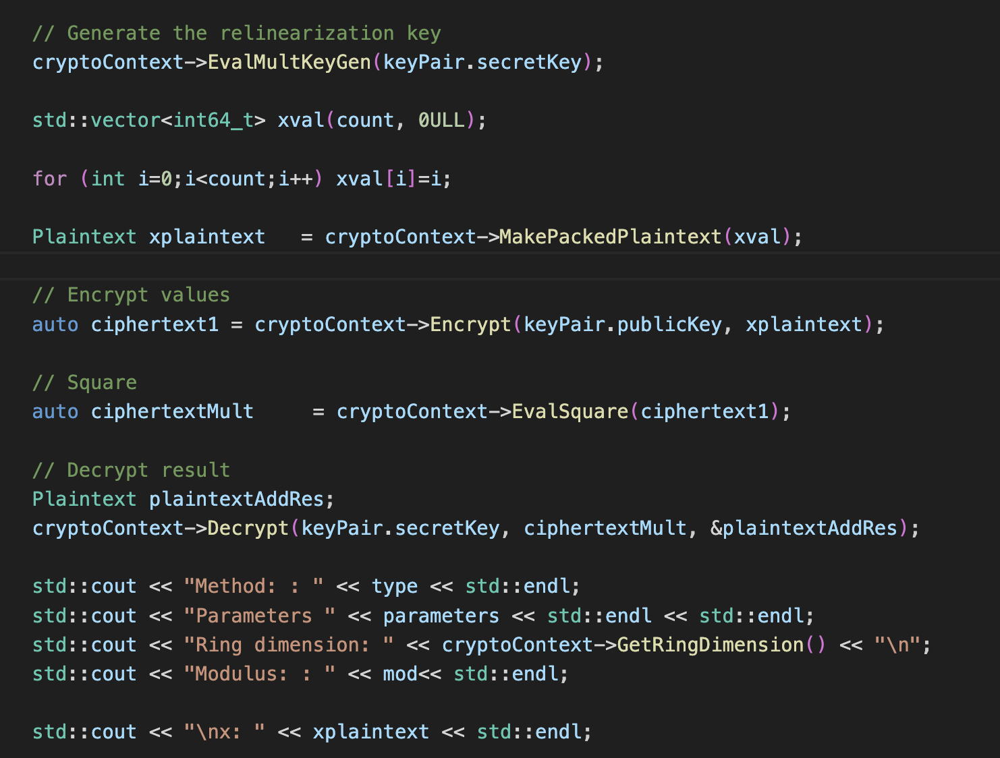 // Generate the relinearization key
cryptoContext->EvalMultKeyGen(keyPair.secretKey);
std::vector<int64_t> xval(count, 0ULL);
for (int i=0;i<count;i++) xval[i]=i;
Plaintext xplaintext   = cryptoContext->MakePackedPlaintext(xval);
// Encrypt values
auto ciphertext1 = cryptoContext->Encrypt(keyPair.publicKey, xplaintext);
// Square
auto ciphertextMult     = cryptoContext->EvalSquare(ciphertext1);
// Decrypt result
Plaintext plaintextAddRes;
cryptoContext->Decrypt(keyPair.secretKey, ciphertextMult, &plaintextAddRes);
std::cout << "Method: : " << type << std::endl;
std::cout << "Parameters " << parameters << std::endl << std::endl;
std::cout << "Ring dimension: " << cryptoContext->GetRingDimension() << "\n";
std::cout << "Modulus: : " << mod<< std::endl;
std::cout << "\nx: " << xplaintext << std::endl;